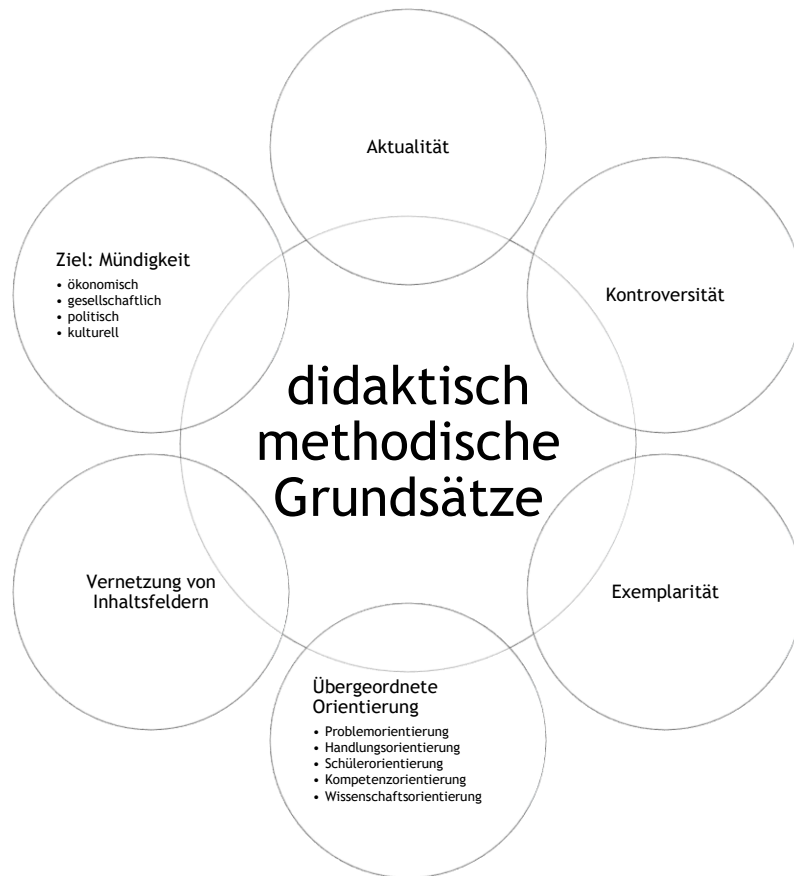 Aktualität
Kontroversität
Exemplarität
Übergeordnete
Orientierung
• Problemorientierung
• Handlungsorientierung
• Schülerorientierung
• Kompetenzorientierung
• Wissenschaftsorientierung
Vernetzung von
Inhaltsfeldern
Ziel: Mündigkeit
• ökonomisch
• gesellschaftlich
• politisch
• kulturell
didaktisch
methodische
Grundsätze